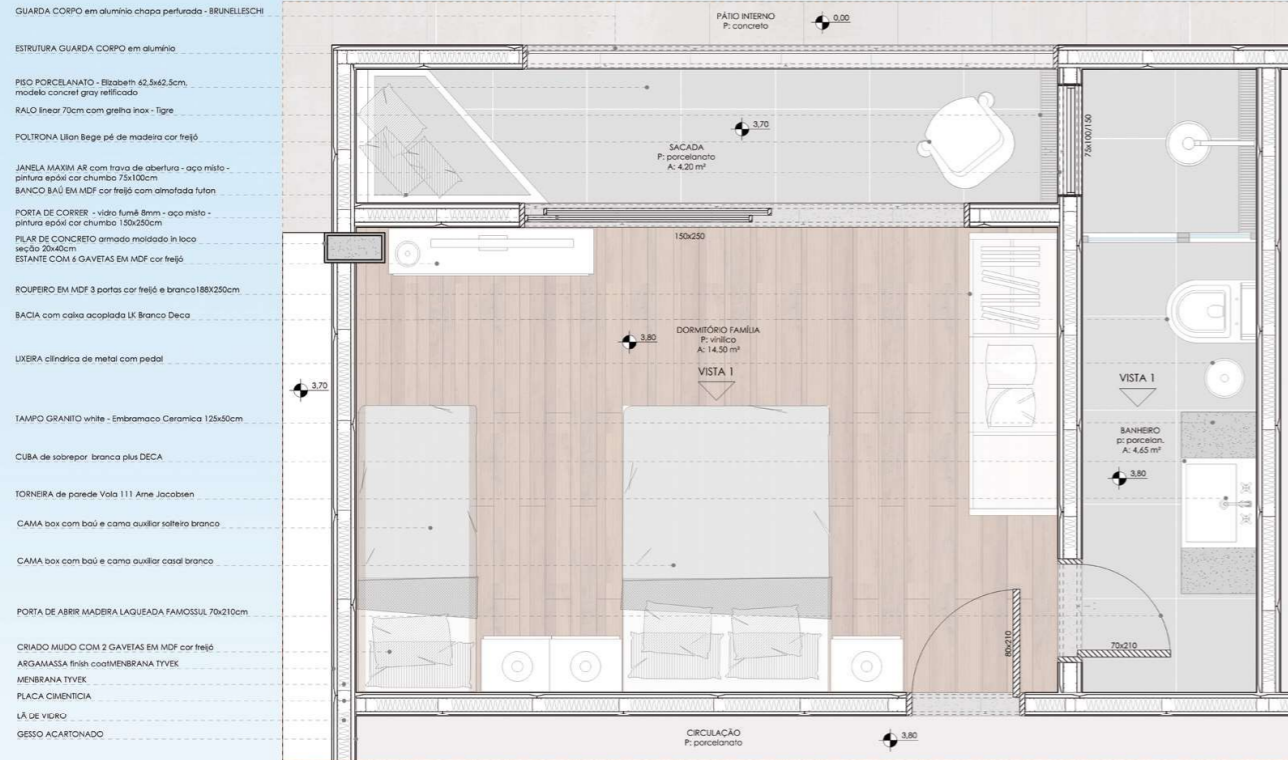 GUARDA CORPO em alumínio chapa perfurada - BRUNELLESCHI
ESTRUTURA GUARDA CORPO em alumínio
PISO PORCELANATO - Elizabeth 62,5x62,5cm,
modelo concret gray retificado
RALO linear 70cm com grelha inox - Tigre
POLTRONA Lilian Bege pé de madeira cor freijó
JANELA MAXIM AR com trava de abertura - aço misto -
pintura epóxi cor chumbo 75x100cm
BANCO BAÚ EM MDF cor freijó com almofada futon
PORTA DE CORRER - vidro fumê 8mm - aço misto -
pintura epóxi cor chumbo 150x250cm
PILAR DE CONCRETO armado moldado in loco
seção 20x40cm
ESTANTE COM 6 GAVETAS EM MDF cor freijó
ROUPEIRO EM MDF 3 portas cor freijó e branco188X250cm
BACIA com caixa acoplada LK Branco Deca
LIXEIRA cilíndrica de metal com pedal
TAMPO GRANITO white - Embramaco Ceramica 125x50cm
CUBA de sobrepor branca plus DECA
TORNEIRA de parede Vola 111 Arne Jacobsen
CAMA box com baú e cama auxiliar solteiro branco
CAMA box com baú e cama auxiliar casal branco
PORTA DE ABRIR MADEIRA LAQUEADA FAMOSSUL 70x210cm
CRIADO MUDO COM 2 GAVETAS EM MDF cor freijó
ARGAMASSA finish coatMENBRANA TYVEK
MENBRANA TYVEK
PLACA CIMENTICIA
LÃ DE VIDRO
GESSO ACARTONADO
PÁTIO INTERNO
P: concreto
0,00
3,70
SACADA
P: porcelanato
A: 4,20 m²
75x100/150
150x250
DORMITÓRIO FAMÍLIA
P: vinílico
A: 14,50 m²
3,80
VISTA 1
3,70
VISTA 1
BANHEIRO
p: porcelan.
A: 4,65 m²
3,80
80x210
70x210
CIRCULAÇÃO
P: porcelanato
3,80